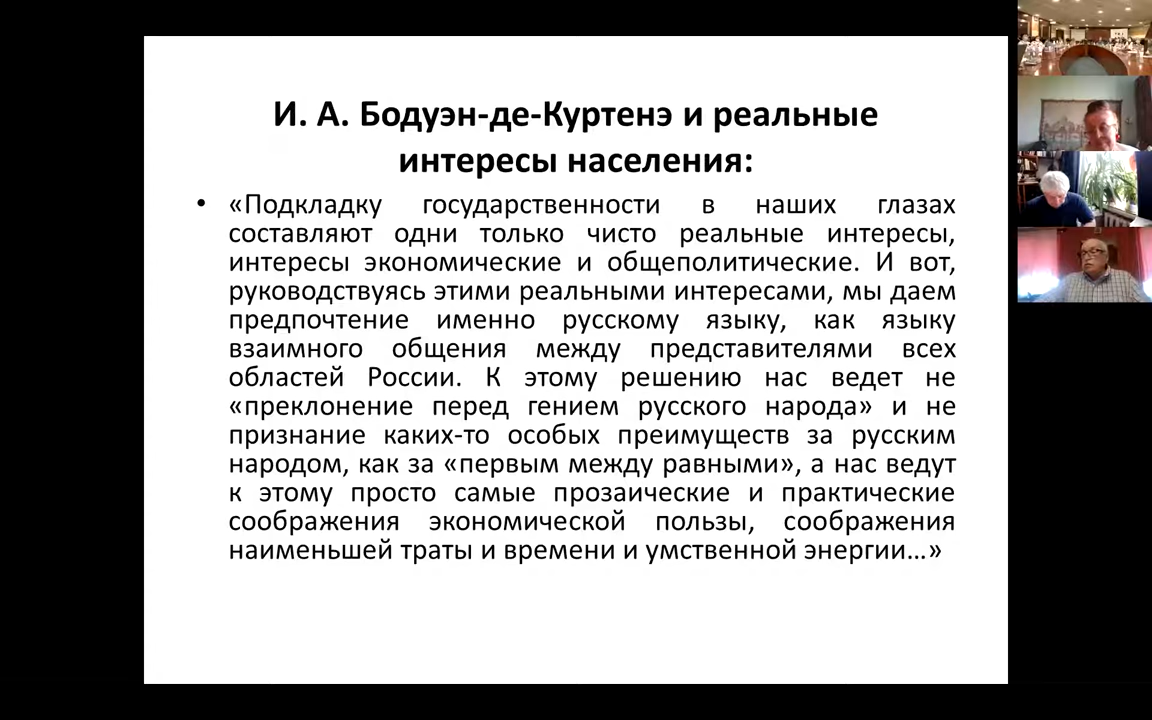 И. А. Бодуэн-де-Куртенэ и реальные
интересы населения:
• «Подкладку государственности в наших глазах
составляют одни только чисто реальные интересы,
интересы экономические и общеполитические. И вот,
руководствуясь этими реальными интересами, мы даем
предпочтение именно русскому языку, как языку
взаимного общения между представителями всех
областей России. К этому решению нас ведет не
«преклонение перед гением русского народа» и не
признание каких-то особых преимуществ за русским
народом, как за «первым между равными», а нас ведут
к этому просто самые прозаические и практические
соображения экономической пользы, соображения
наименьшей траты и времени и умственной энергии…»